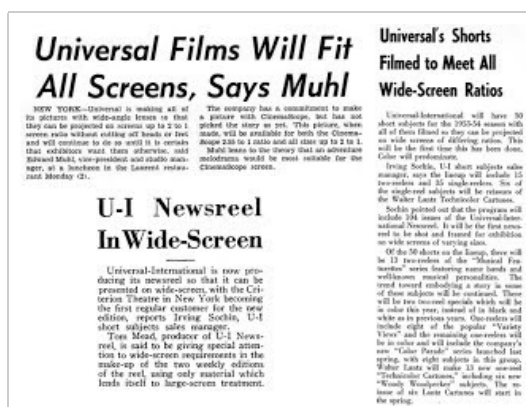 Universal Films Will Fit
All Screens, Says Muhl
NEW YORK—Universal is making all of
its pictures with wide-angle lenses so that
they can be projected on screens up to 2 to 1
screen ratio without cutting off heads or feet
and will continue to do so until it is certain
that exhibitors want them otherwise, said
Edward Muhl, vice-president and studio man-
ager, at a luncheon in the Laurent restau-
rant Monday (2).
The company has a commitment to make
a picture with CinemaScope, but has not
picked the story as yet. This picture, when
made, will be available for both the Cinema-
Scope 2.55 to 1 ratio and all sizes up to 2 to 1.
Muhl leans to the theory that an adventure
melodrama would be most suitable for the
CinemaScope screen.
U-I Newsreel
In Wide-Screen
Universal-International is now pro-
ducing its newsreel so that it can be
presented on wide-screen, with the Cri-
terion Theatre in New York becoming
the first regular customer for the new
edition, reports Irving Sochin, U-I
short subjects sales manager.
Tom Mead, producer of U-I News-
reel, is said to be giving special atten-
tion to wide-screen requirements in the
make-up of the two weekly editions
of the reel, using only material which
lends itself to large-screen treatment.
Universal's Shorts
Filmed to Meet All
Wide-Screen Ratios
Universal-International will have 50
short subjects for the 1953-54 season with
all of them filmed so they can be projected
on wide screens of differing ratios. This
will be the first time this has been done.
Color will predominate.
Irving Sochin, U-I short subjects sales
manager, says the lineup will include 15
two-reelers and 35 single-reelers. Six of
the single-reel subjects will be reissues of
the Walter Lantz Technicolor Cartunes.
Sochin pointed out that the program will
include 104 issues of the Universal-Inter-
national Newsreel. It will be the first news-
reel to be shot and framed for exhibition
on wide screens of varying sizes.
Of the 50 shorts on the lineup, there will
be 13 two-reelers of the "Musical Fea-
turettes" series featuring name bands and
well-known musical personalities. The
trend toward embodying a story in some
of these subjects will be continued. There
will be two two-reel specials which will be
in color this year, instead of in black and
white as in previous years. One-reelers will
include eight of the popular "Variety
Views" and the remaining one-reelers will
be in color and will include the company's
new "Color Parade" series launched last
spring, with eight subjects in this group.
Walter Lantz will make 13 new one-reel
"Technicolor Cartunes," including six new
"Woody Woodpecker" subjects. The re-
issue of six Lantz Cartunes will start in
the spring.